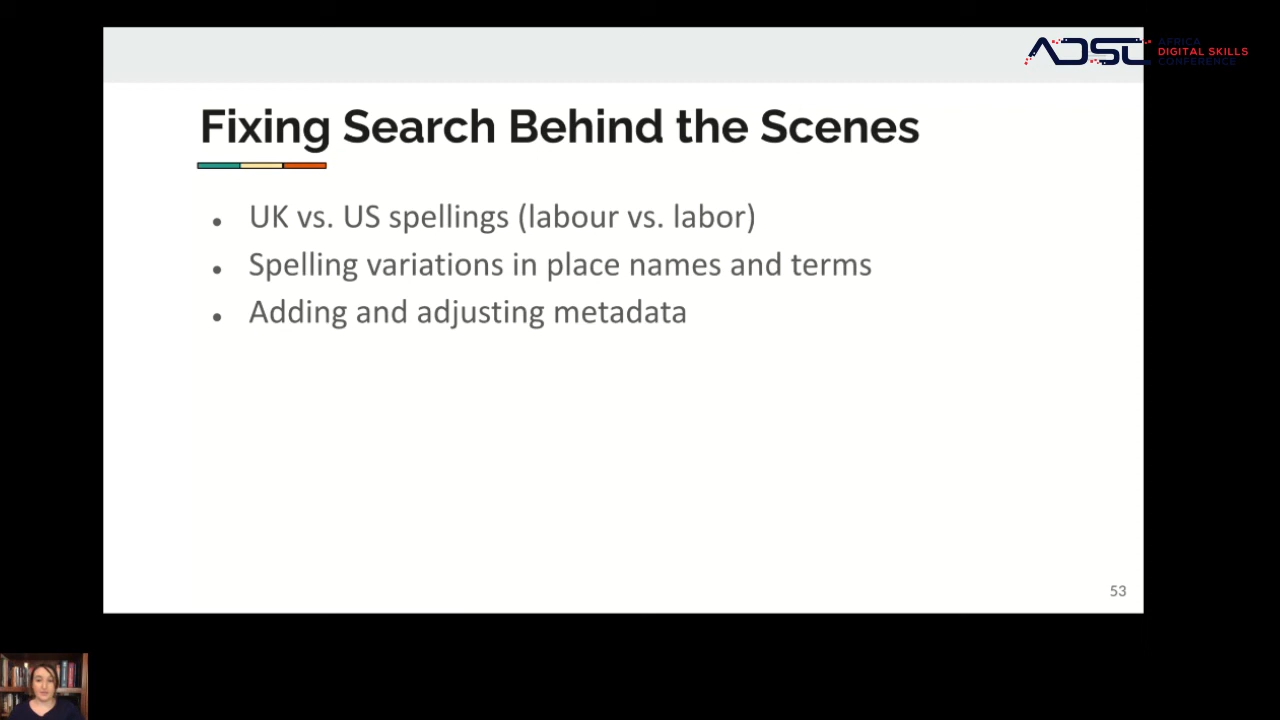 ADSC
AFRICA
DIGITAL SKILLS
CONFERENCE
Fixing Search Behind the Scenes
● UK vs. US spellings (labour vs. labor)
● Spelling variations in place names and terms
● Adding and adjusting metadata
53